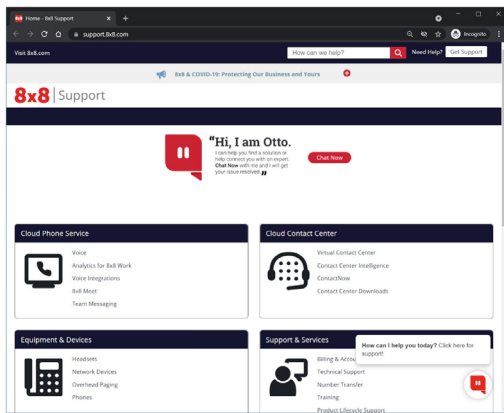 8x8 Home - 8x8 Support
support.8x8.com
Incognito
Visit 8x8.com
How can we help?
Need Help?
Get Support
8x8 & COVID-19: Protecting Our Business and Yours
8x8 Support
"Hi, I am Otto.
I can help you find a solution or
help connect you with an expert.
Chat Now with me and I will get
your issue resolved."
Chat Now
Cloud Phone Service
Voice
Analytics for 8x8 Work
Voice Integrations
8x8 Meet
Team Messaging
Cloud Contact Center
Virtual Contact Center
Contact Center Intelligence
ContactNow
Contact Center Downloads
Equipment & Devices
Headsets
Network Devices
Overhead Paging
Phones
Support & Services
Billing & Accou
Technical Support
Number Transfer
Training
Product Lifecycle Support
How can I help you today? Click here for
support!